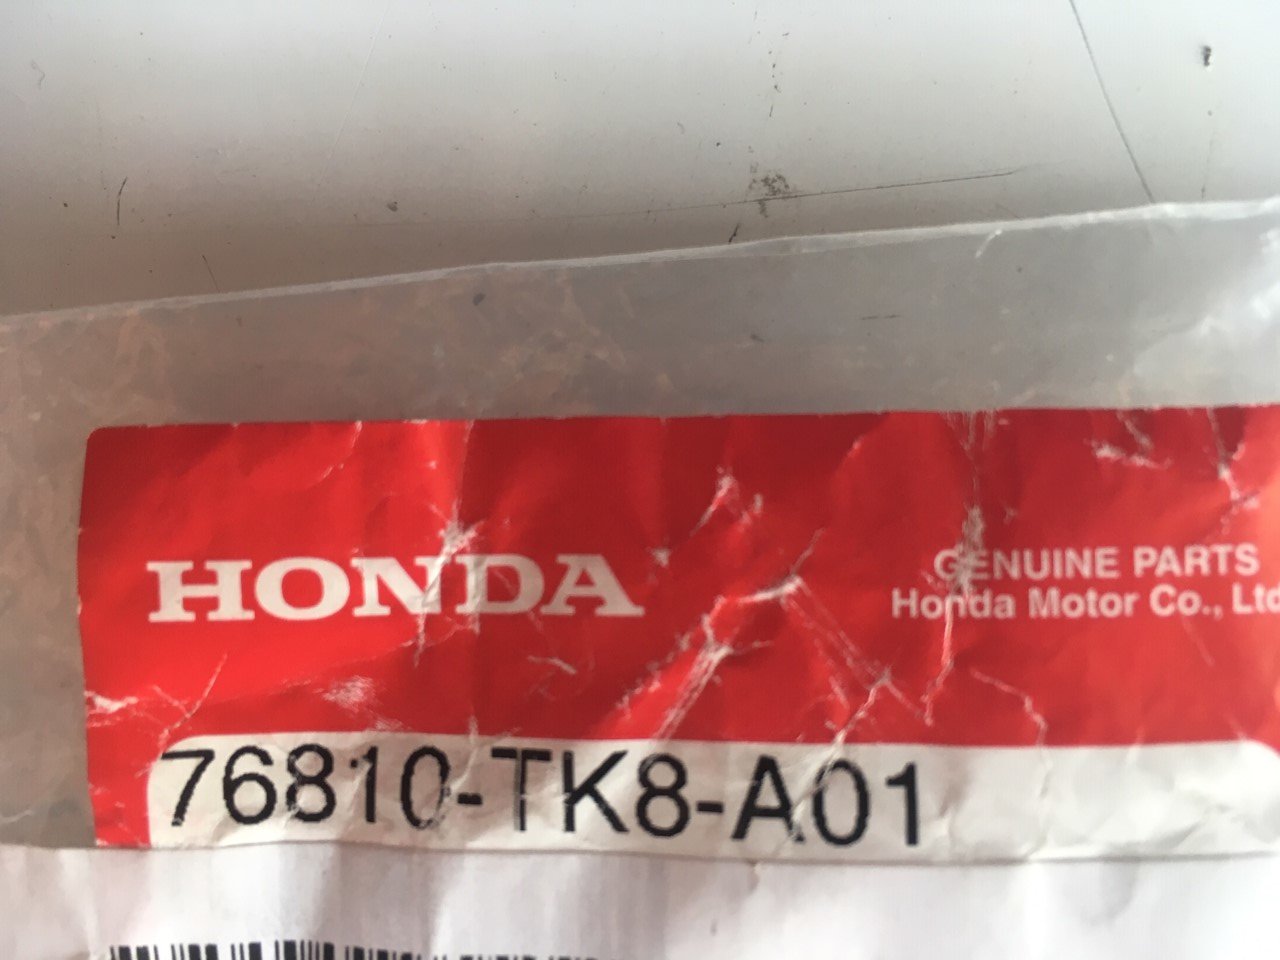 HONDA
GENUINE PARTS
Honda Motor Co., Ltd
76810-TK8-A01